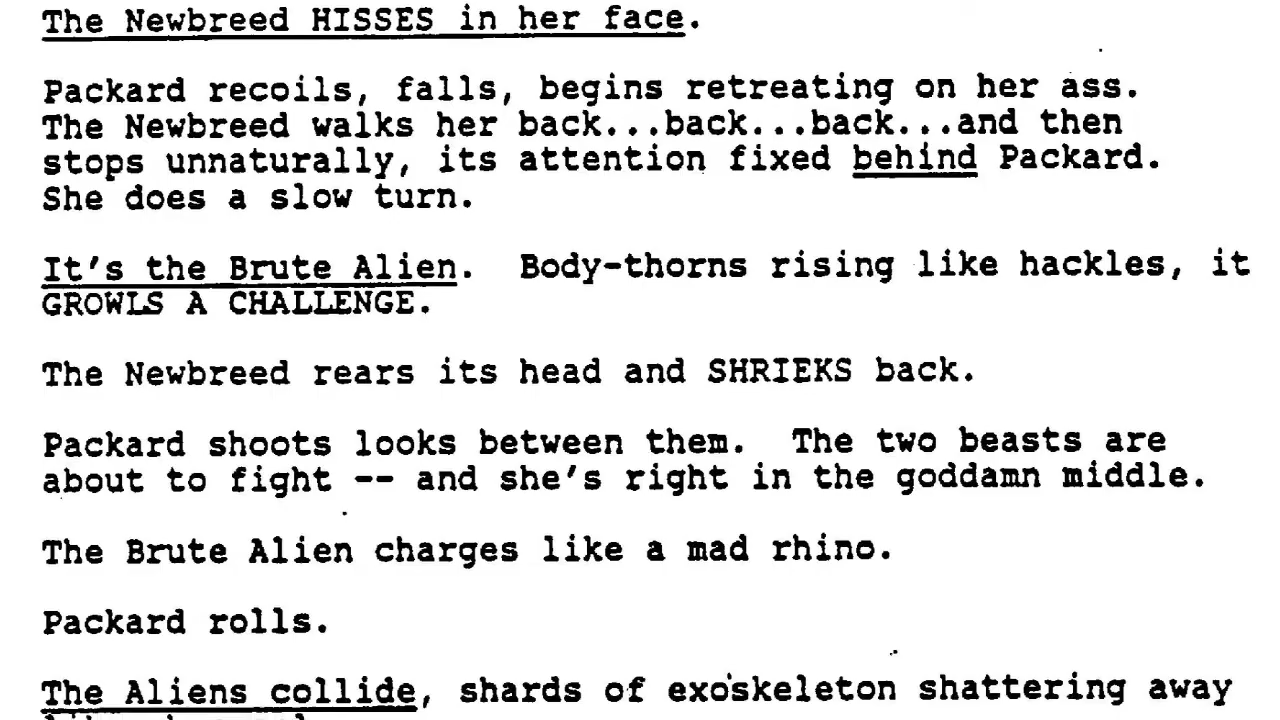 The Newbreed HISSES in her face.
Packard recoils, falls, begins retreating on her ass.
The Newbreed walks her back...back...back...and then
stops unnaturally, its attention fixed behind Packard.
She does a slow turn.
It's the Brute Alien. Body-thorns rising like hackles, it
GROWLS A CHALLENGE.
The Newbreed rears its head and SHRIEKS back.
Packard shoots looks between them. The two beasts are
about to fight -- and she's right in the goddamn middle.
The Brute Alien charges like a mad rhino.
Packard rolls.
The Aliens collide, shards of exoskeleton shattering away